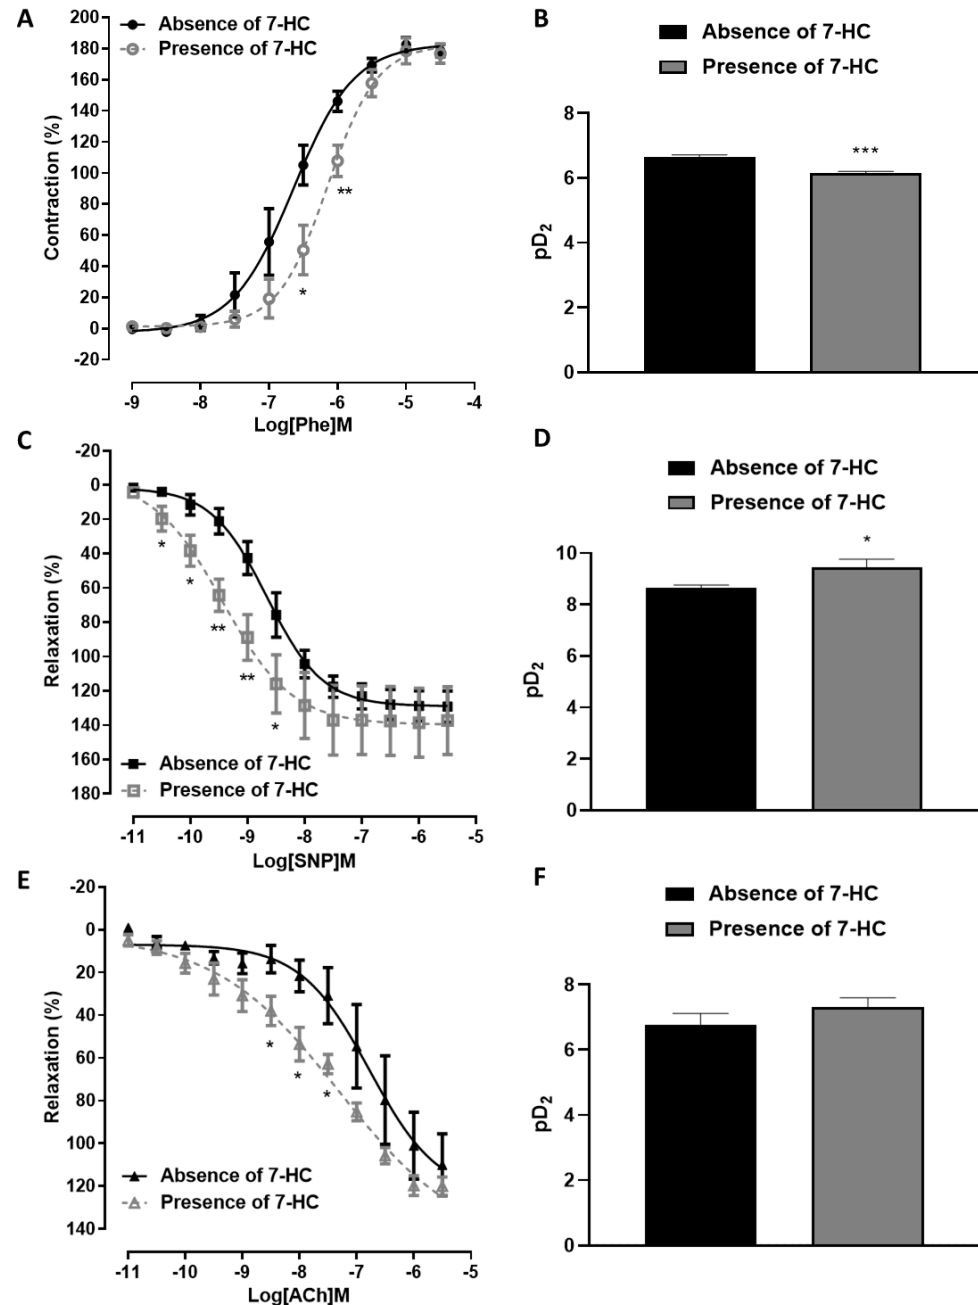 A
Absence of 7-HC
Presence of 7-HC
200
180
160
140
120
100
80
60
40
20
0
-20
Contraction (%)
*
**
-9
-8
-7
-6
-5
-4
Log[Phe]M
B
Absence of 7-HC
Presence of 7-HC
8
6
4
2
0
pD2
***
C
-20
0
20
40
60
80
100
120
140
160
180
Relaxation (%)
*
*
**
**
*
Absence of 7-HC
Presence of 7-HC
-11
-10
-9
-8
-7
-6
-5
Log[SNP]M
D
Absence of 7-HC
Presence of 7-HC
10
8
6
4
2
0
pD2
*
E
-20
0
20
40
60
80
100
120
140
Relaxation (%)
*
*
*
Absence of 7-HC
Presence of 7-HC
-11
-10
-9
-8
-7
-6
-5
Log[ACh]M
F
Absence of 7-HC
Presence of 7-HC
8
6
4
2
0
pD2